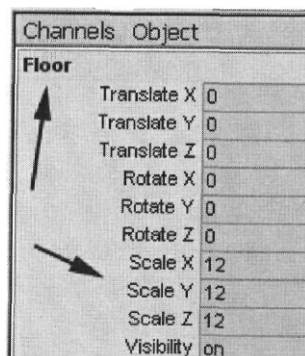 Channels Object
Floor
Translate X 0
Translate Y 0
Translate Z 0
Rotate X 0
Rotate Y 0
Rotate Z 0
Scale X 12
Scale Y 12
Scale Z 12
Visibility on